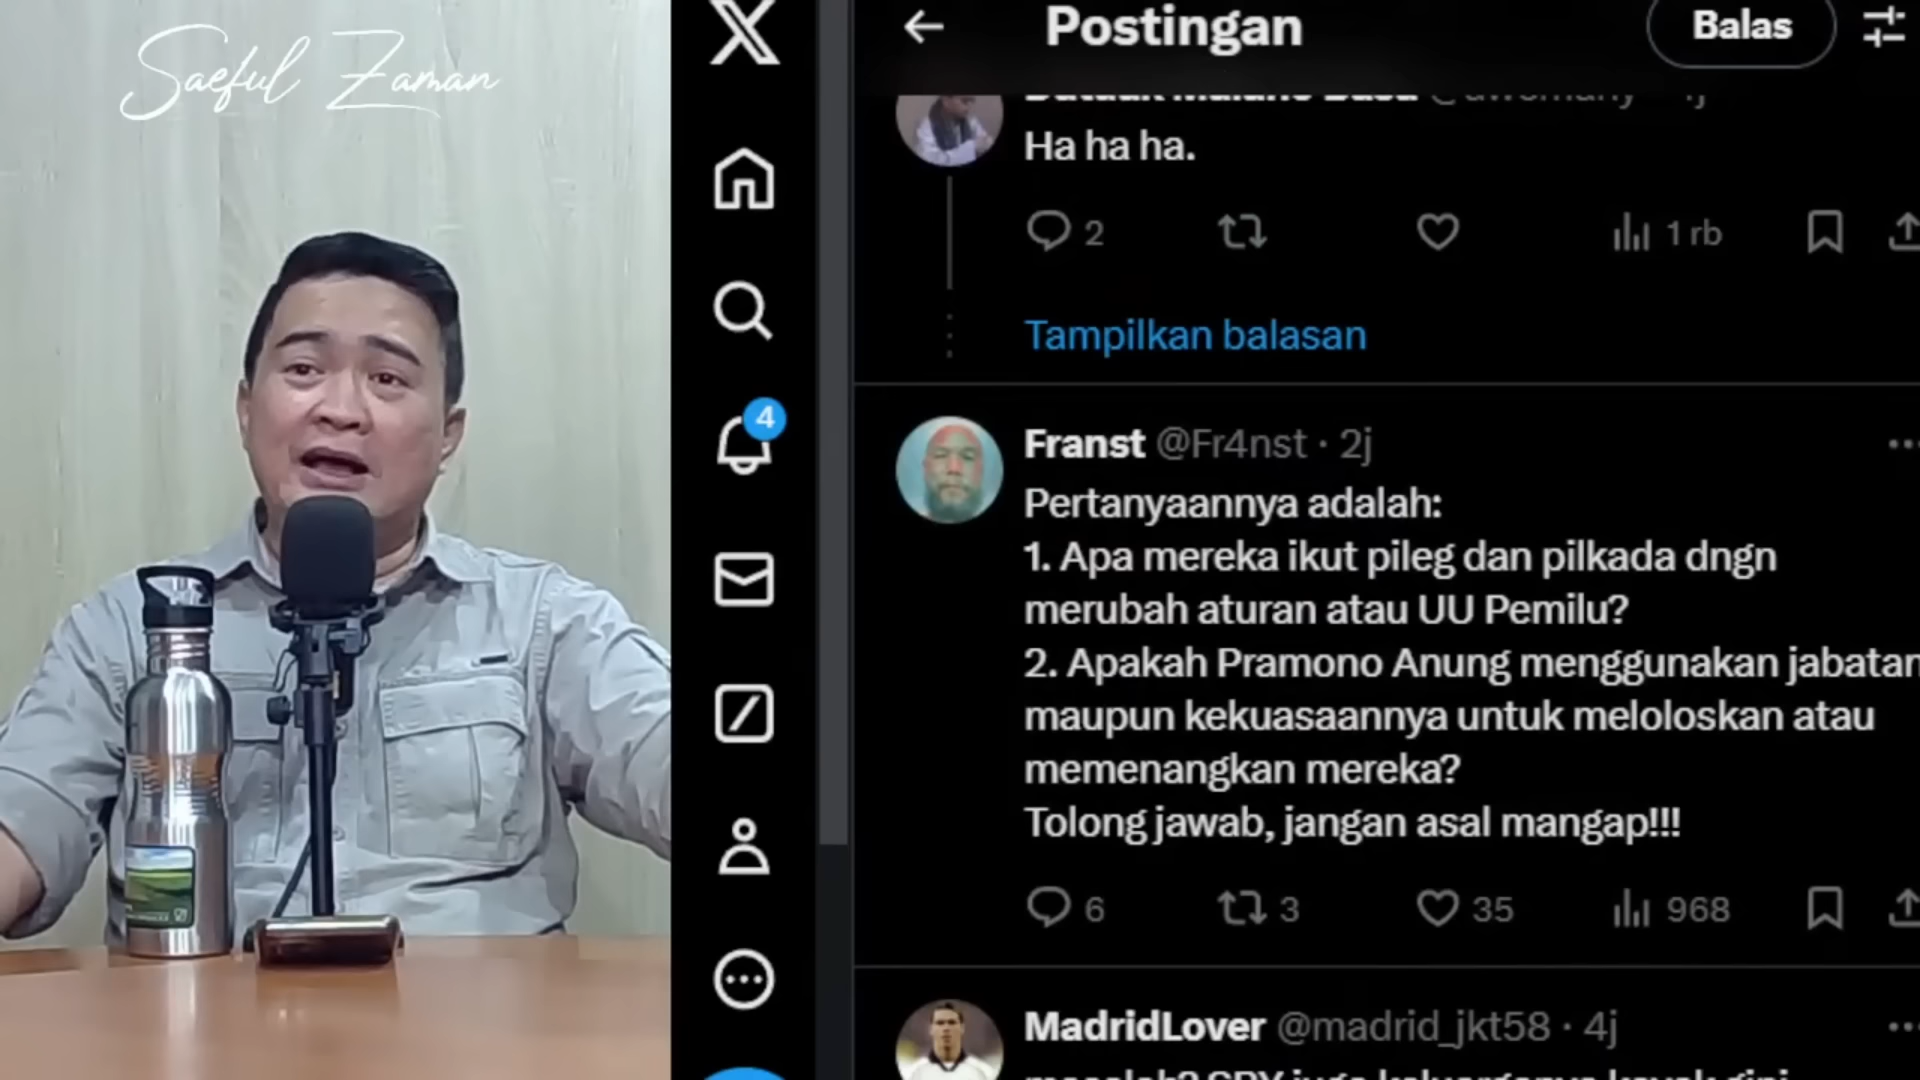 Saeful Zaman
X
Postingan
Balas
Ha ha ha.
2
1 rb
Tampilkan balasan
4
Franst @Fr4nst · 2j
Pertanyaannya adalah:
1. Apa mereka ikut pileg dan pilkada dngn
merubah aturan atau UU Pemilu?
2. Apakah Pramono Anung menggunakan jabatan
maupun kekuasaannya untuk meloloskan atau
memenangkan mereka?
Tolong jawab, jangan asal mangap!!!
6
3
35
968
MadridLover @madrid_jkt58 · 4j